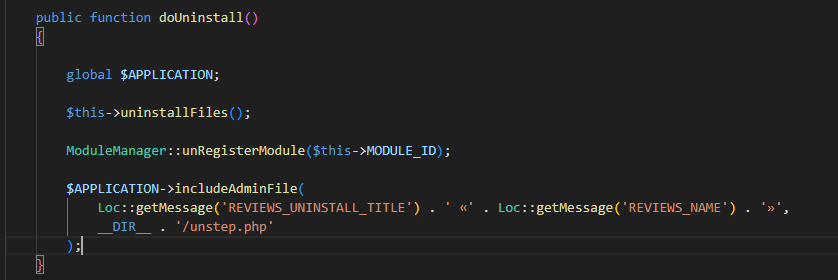 public function doUninstall()
{
global $APPLICATION;
$this->uninstallFiles();
ModuleManager::unRegisterModule($this->MODULE_ID);
$APPLICATION->includeAdminFile(
Loc::getMessage('REVIEWS_UNINSTALL_TITLE') . ' «' . Loc::getMessage('REVIEWS_NAME') . '»',
__DIR__ . '/unstep.php'
);
}